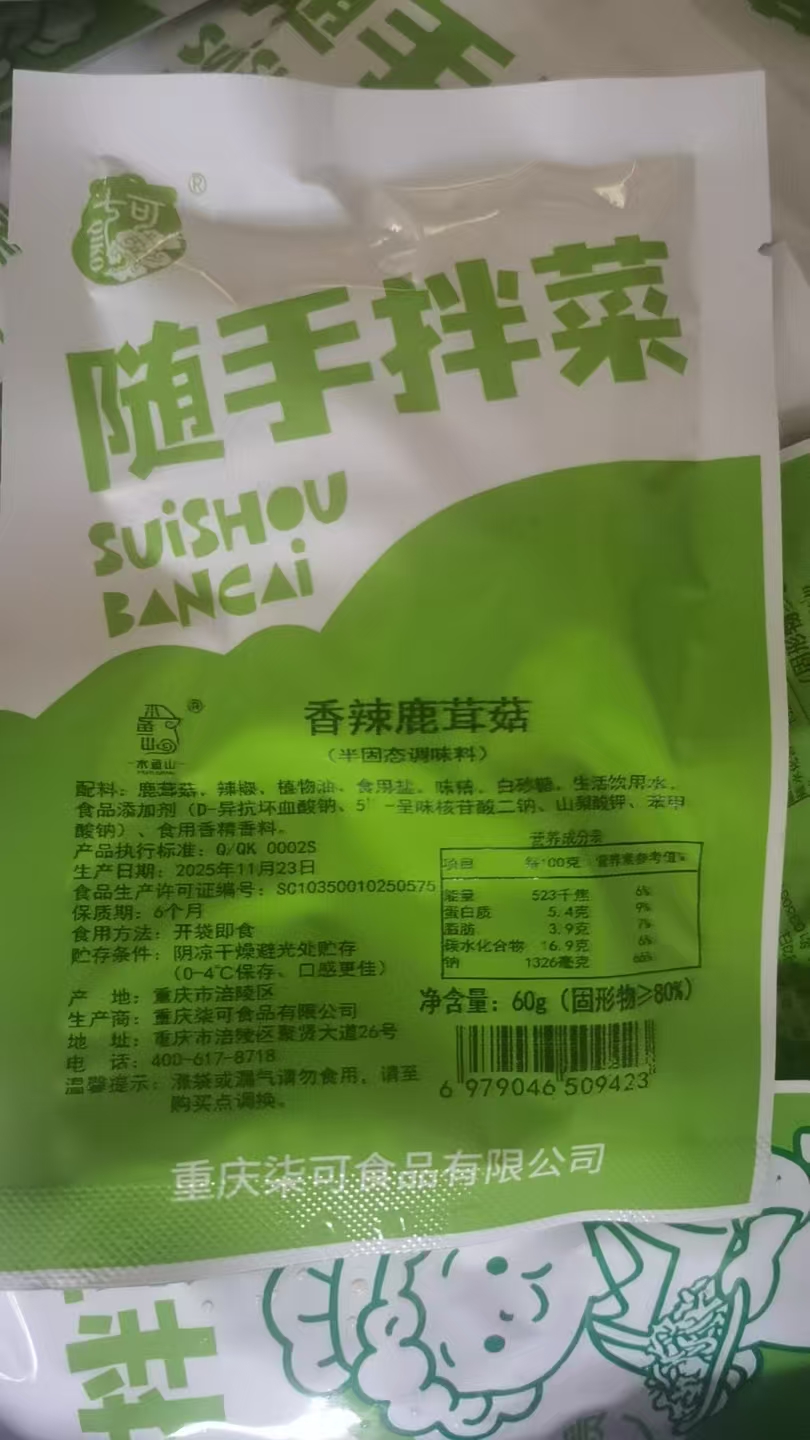 柒可
QIKO
®
随手拌菜
SUiSHOU
BANCAi
®
木鱼山
香辣鹿茸菇
（半固态调味料）
配料：鹿茸菇、辣椒、植物油、食用盐、味精、白砂糖、生活饮用水、
食品添加剂（D-异抗坏血酸钠、5'-呈味核苷酸二钠、山梨酸钾、苯甲
酸钠）、食用香精香料。
产品执行标准：Q/QK 0002S
生产日期：2025年11月23日
食品生产许可证编号：SC10350010250575
保质期：6个月
食用方法：开袋即食
贮存条件：阴凉干燥避光处贮存
（0-4℃保存、口感更佳）
营养成分表
项目 每100克 营养素参考值%
能量 523千焦 6%
蛋白质 5.4克 9%
脂肪 3.9克 7%
碳水化合物 16.9克 6%
钠 1326毫克 66%
产 地：重庆市涪陵区
生产商：重庆柒可食品有限公司
地 址：重庆市涪陵区聚贤大道26号
电 话：400-617-8718
温馨提示：涨袋或漏气请勿食用，请至
购买点调换。
净含量：60g（固形物≥80%）
6 979046 509423
重庆柒可食品有限公司